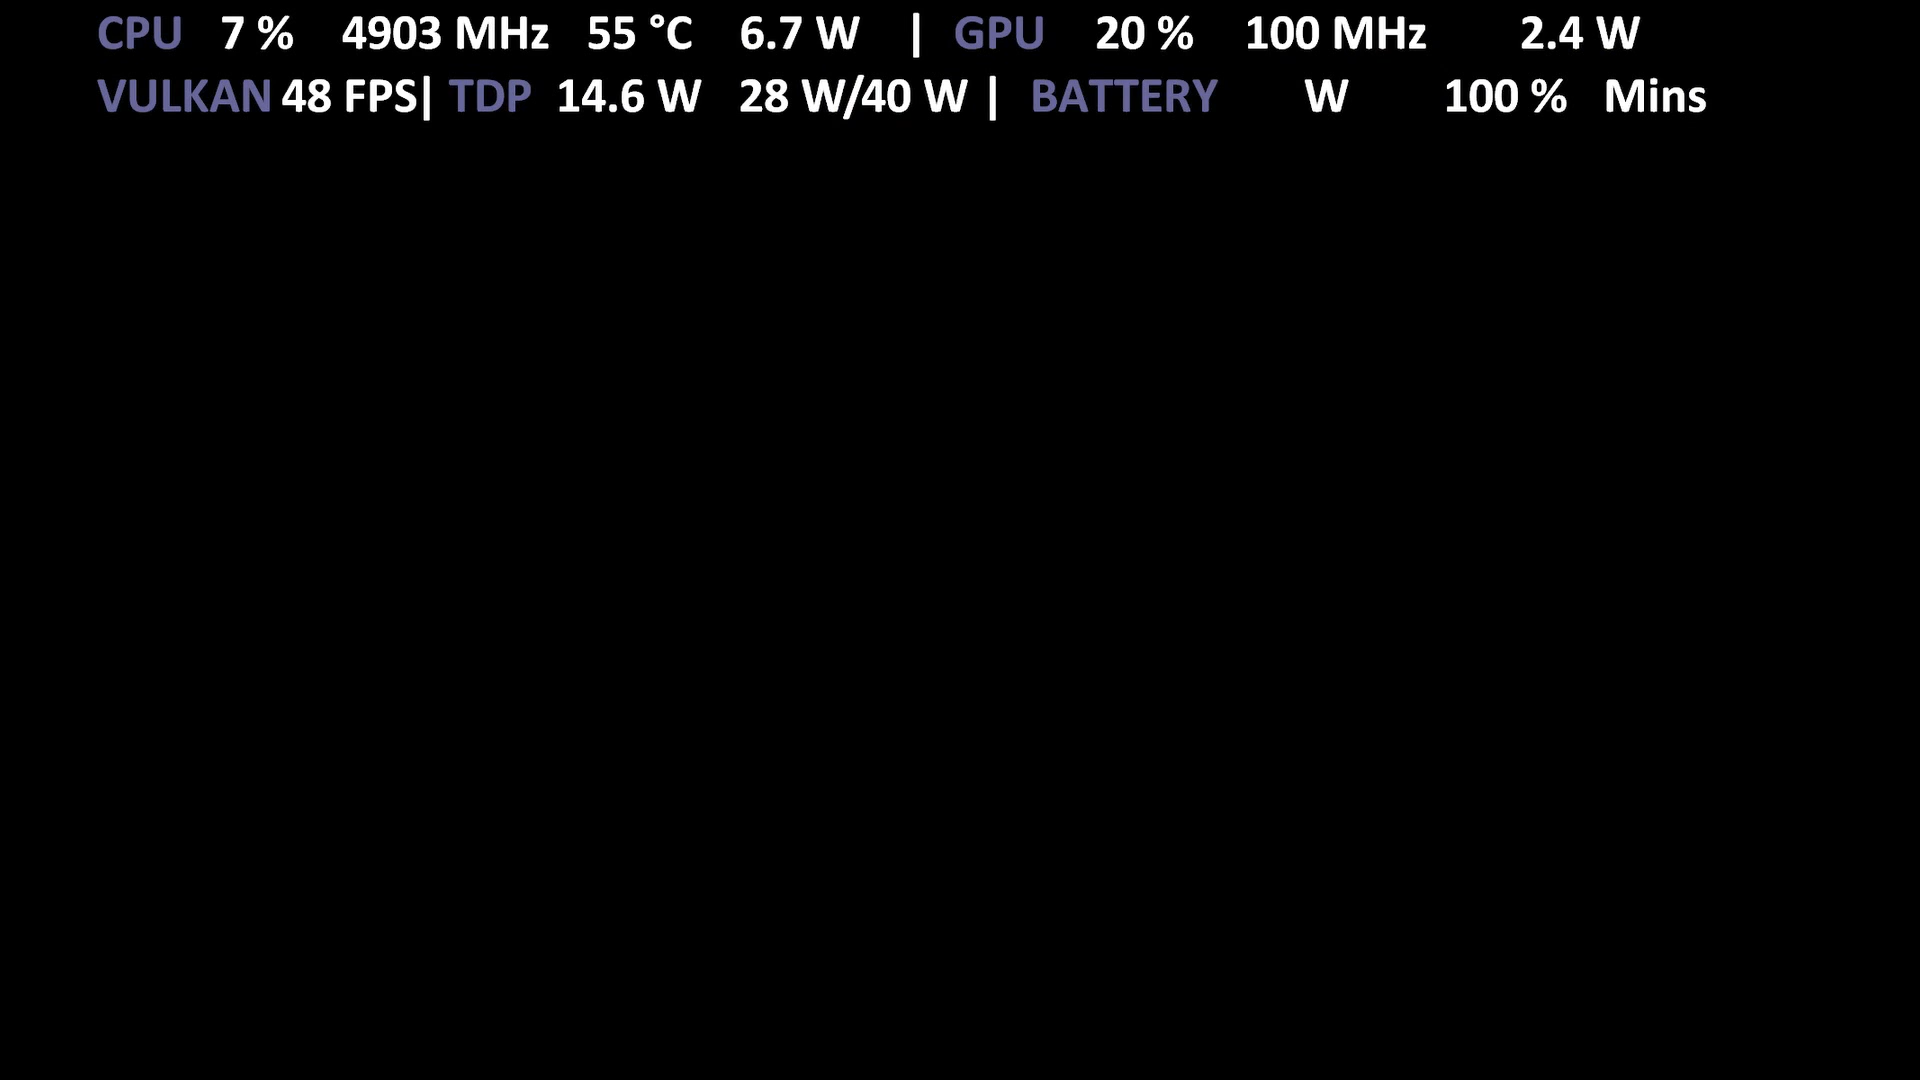 CPU 7 % 4903 MHz 55 °C 6.7 W | GPU 20 % 100 MHz 2.4 W
VULKAN 48 FPS| TDP 14.6 W 28 W/40 W | BATTERY W 100 % Mins